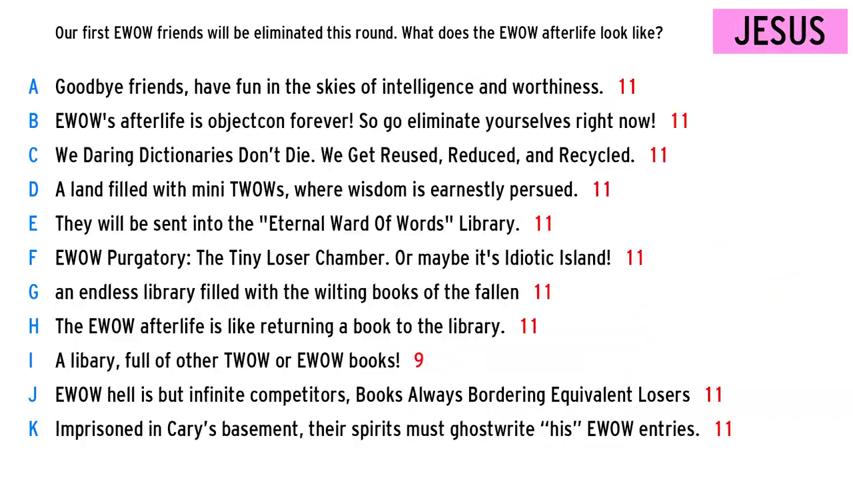 Our first EWOW friends will be eliminated this round. What does the EWOW afterlife look like?
JESUS
A Goodbye friends, have fun in the skies of intelligence and worthiness. 11
B EWOW's afterlife is objectcon forever! So go eliminate yourselves right now! 11
C We Daring Dictionaries Don’t Die. We Get Reused, Reduced, and Recycled. 11
D A land filled with mini TWOWs, where wisdom is earnestly persued. 11
E They will be sent into the "Eternal Ward Of Words" Library. 11
F EWOW Purgatory: The Tiny Loser Chamber. Or maybe it's Idiotic Island! 11
G an endless library filled with the wilting books of the fallen 11
H The EWOW afterlife is like returning a book to the library. 11
I A libary, full of other TWOW or EWOW books! 9
J EWOW hell is but infinite competitors, Books Always Bordering Equivalent Losers 11
K Imprisoned in Cary’s basement, their spirits must ghostwrite “his” EWOW entries. 11